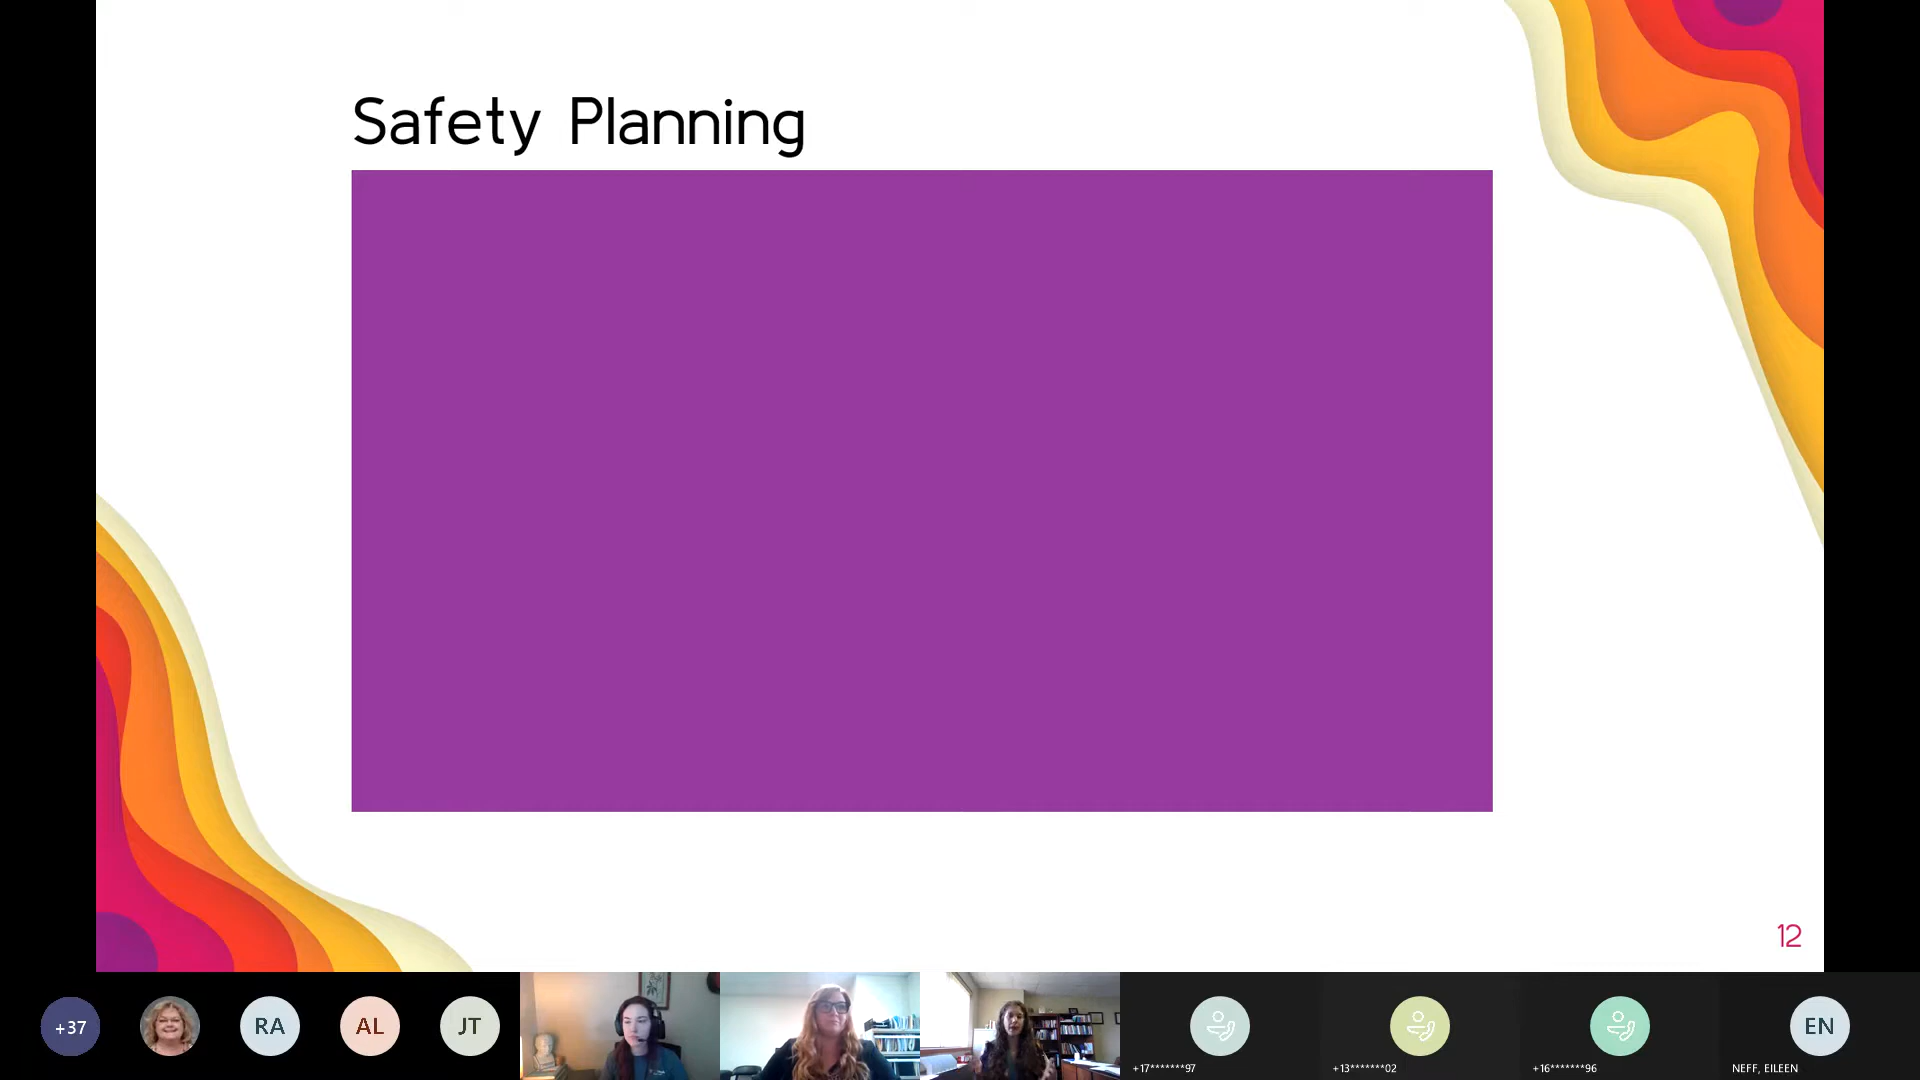 Safety Planning
12
+37
RA
AL
JT
+17*******97
+13*******02
+16*******96
EN
NEFF, EILEEN